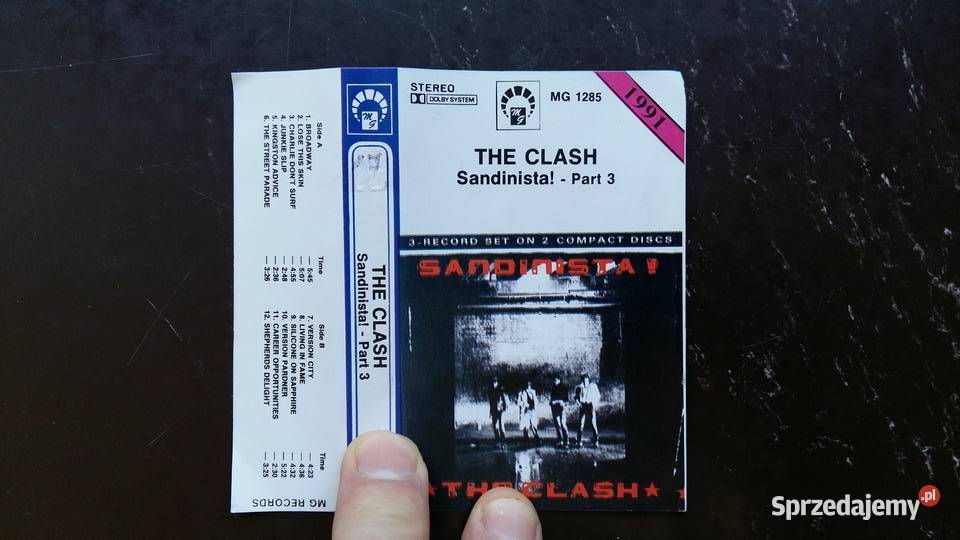 STEREO
DOLBY SYSTEM
MG
MG 1285
1991
THE CLASH
Sandinista! - Part 3
3-RECORD SET ON 2 COMPACT DISCS
SANDINISTA!
★THE CLASH★
MG
THE CLASH
Sandinista! - Part 3
Side A Time
1. BROADWAY — 5:45
2. LOSE THIS SKIN — 5:07
3. CHARLIE DON'T SURF — 4:55
4. JUNKIE SLIP — 2:48
5. KINGSTON ADVICE — 2:36
6. THE STREET PARADE — 3:26
Side B Time
7. VERSION CITY — 4:23
8. LIVING IN FAME — 4:36
9. SILICONE ON SAPPHIRE — 4:32
10. VERSION PARDNER — 5:22
11. CAREER OPPORTUNITIES — 2:30
12. SHEPHERDS DELIGHT — 3:25
MG RECORDS
Sprzedajemy.pl